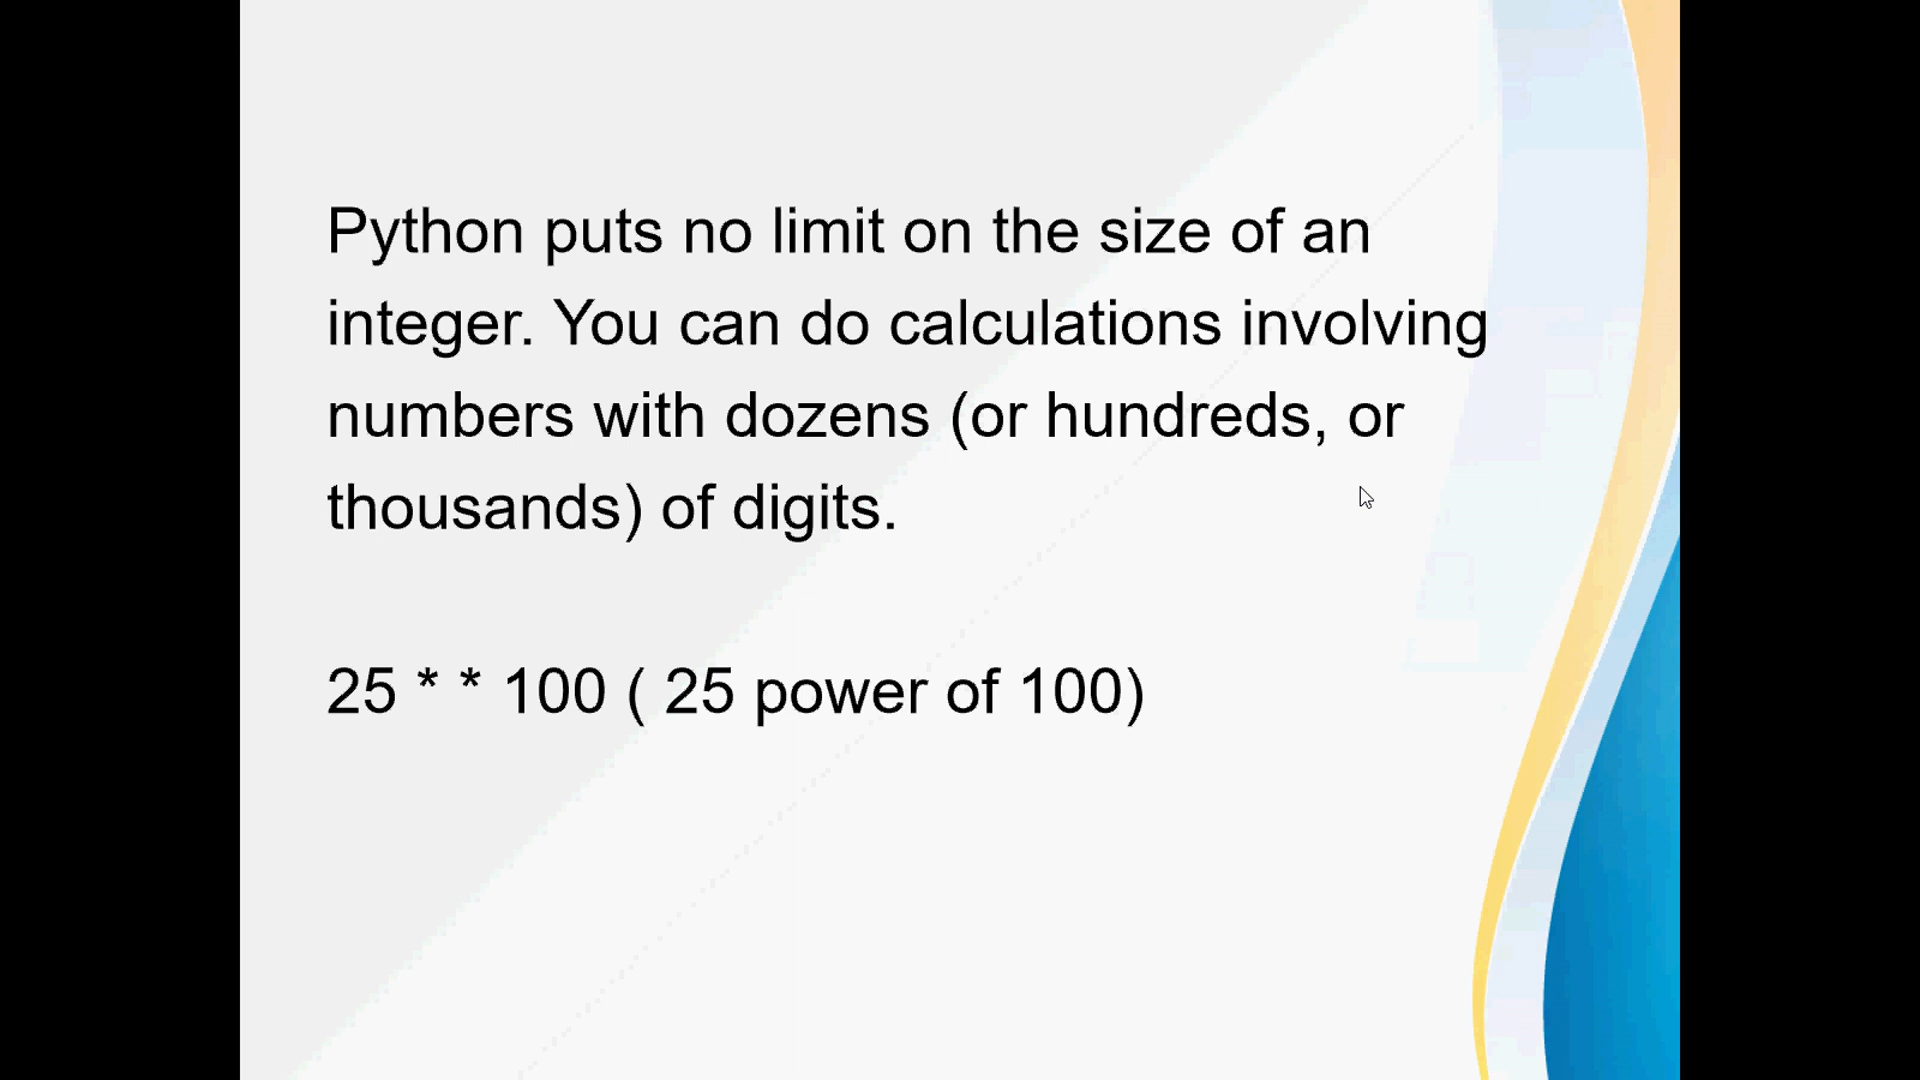 Python puts no limit on the size of an
integer. You can do calculations involving
numbers with dozens (or hundreds, or
thousands) of digits.
25 * * 100 ( 25 power of 100)